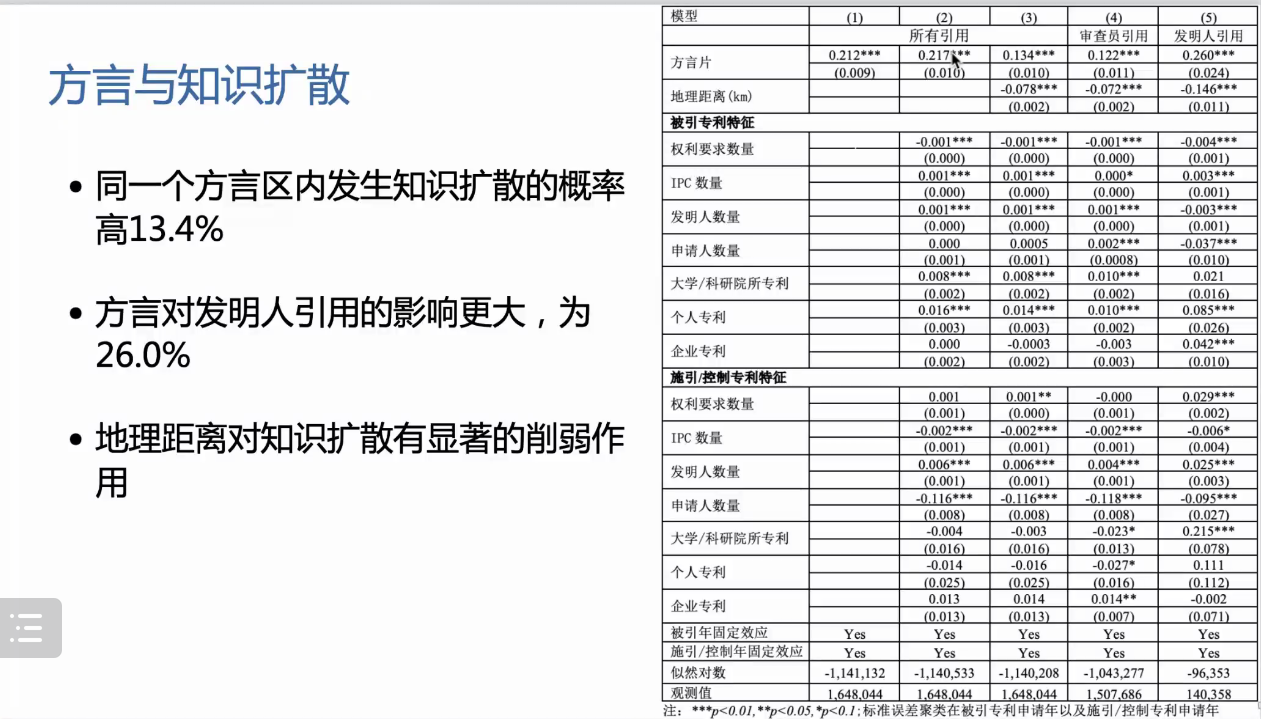 方言与知识扩散
• 同一个方言区内发生知识扩散的概率
高13.4%
• 方言对发明人引用的影响更大，为
26.0%
• 地理距离对知识扩散有显著的削弱作
用
模型 (1) (2) (3) (4) (5)
所有引用 审查员引用 发明人引用
方言片 0.212*** 0.217*** 0.134*** 0.122*** 0.260***
(0.009) (0.010) (0.010) (0.011) (0.024)
地理距离(km) -0.078*** -0.072*** -0.146***
(0.002) (0.002) (0.011)
被引专利特征
权利要求数量 -0.001*** -0.001*** -0.001*** -0.004***
(0.000) (0.000) (0.000) (0.001)
IPC 数量 0.001*** 0.001*** 0.000* 0.003***
(0.000) (0.000) (0.000) (0.001)
发明人数量 0.001*** 0.001*** 0.001*** -0.003***
(0.000) (0.000) (0.000) (0.001)
申请人数量 0.000 0.0005 0.002*** -0.037***
(0.001) (0.001) (0.0008) (0.010)
大学/科研院所专利 0.008*** 0.008*** 0.010*** 0.021
(0.002) (0.002) (0.002) (0.016)
个人专利 0.016*** 0.014*** 0.010*** 0.085***
(0.003) (0.003) (0.002) (0.026)
企业专利 0.000 -0.0003 -0.003 0.042***
(0.002) (0.002) (0.003) (0.010)
施引/控制专利特征
权利要求数量 0.001 0.001** -0.000 0.029***
(0.001) (0.000) (0.001) (0.002)
IPC 数量 -0.002*** -0.002*** -0.002*** -0.006*
(0.001) (0.001) (0.001) (0.004)
发明人数量 0.006*** 0.006*** 0.004*** 0.025***
(0.001) (0.001) (0.001) (0.003)
申请人数量 -0.116*** -0.116*** -0.118*** -0.095***
(0.008) (0.008) (0.008) (0.027)
大学/科研院所专利 -0.004 -0.003 -0.023* 0.215***
(0.016) (0.016) (0.013) (0.078)
个人专利 -0.014 -0.016 -0.027* 0.111
(0.025) (0.025) (0.016) (0.112)
企业专利 0.013 0.014 0.014** -0.002
(0.013) (0.013) (0.007) (0.071)
被引年固定效应 Yes Yes Yes Yes Yes
施引/控制年固定效应 Yes Yes Yes Yes Yes
似然对数 -1,141,132 -1,140,533 -1,140,208 -1,043,277 -96,353
观测值 1,648,044 1,648,044 1,648,044 1,507,686 140,358
注：***p<0.01,**p<0.05,*p<0.1;标准误差聚类在被引专利申请年以及施引/控制专利申请年